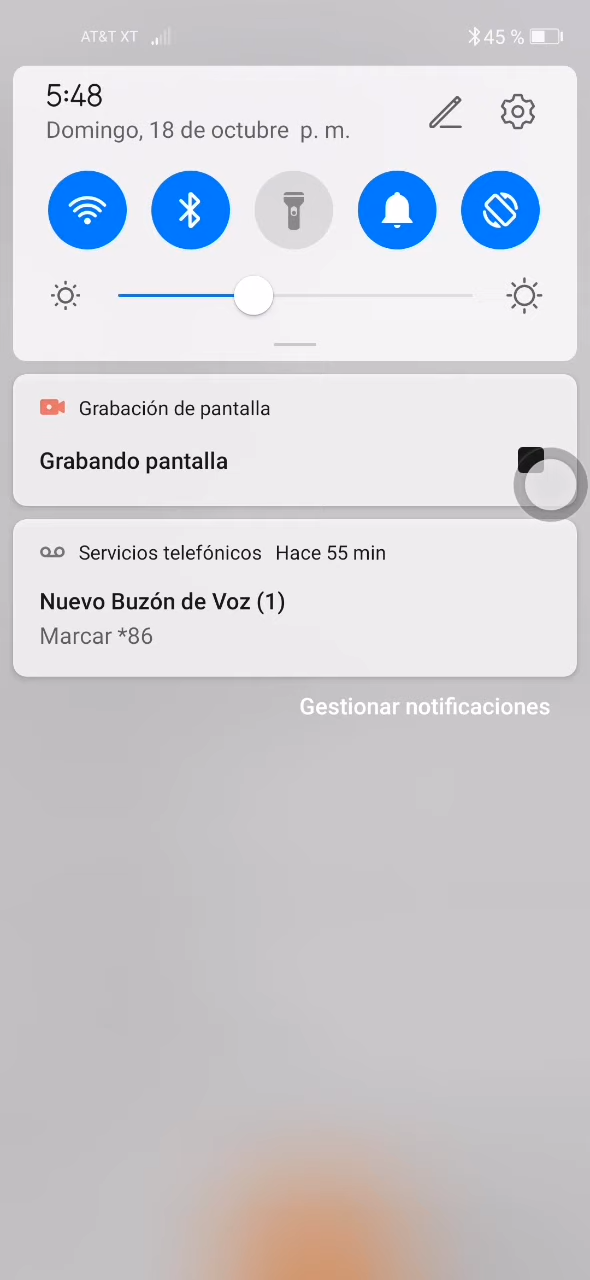 AT&T XT
45 %
5:48
Domingo, 18 de octubre p. m.
Grabación de pantalla
Grabando pantalla
Servicios telefónicos Hace 55 min
Nuevo Buzón de Voz (1)
Marcar *86
Gestionar notificaciones